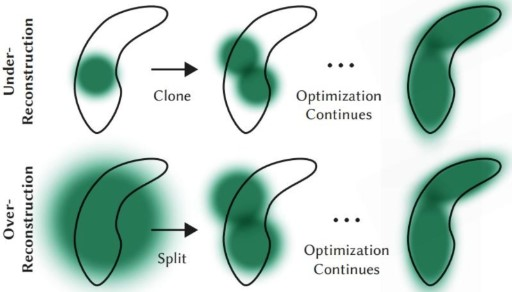 Under-
Reconstruction
Clone
...
Optimization
Continues
Over-
Reconstruction
Split
...
Optimization
Continues